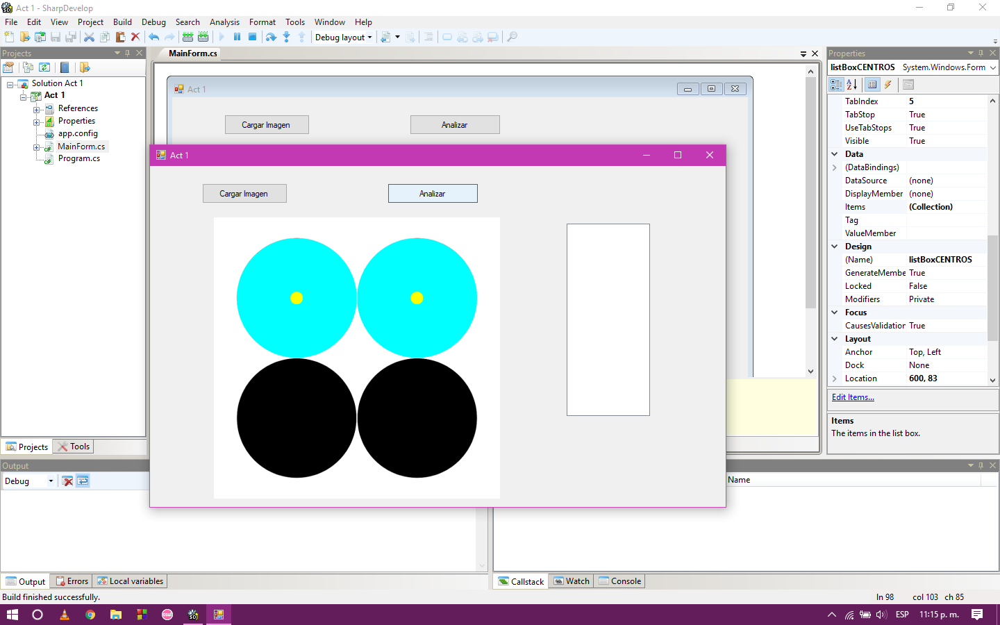 Act 1 - SharpDevelop
File Edit View Project Build Debug Search Analysis Format Tools Window Help
Debug layout
Projects
Solution Act 1
Act 1
References
Properties
app.config
MainForm.cs
Program.cs
Projects Tools
MainForm.cs
Act 1
Cargar Imagen Analizar
Act 1
Cargar Imagen Analizar
Properties
listBoxCENTROS System.Windows.Form
TabIndex 5
TabStop True
UseTabStops True
Visible True
Data
(DataBindings)
DataSource (none)
DisplayMember (none)
Items (Collection)
Tag
ValueMember
Design
(Name) listBoxCENTROS
GenerateMembe True
Locked False
Modifiers Private
Focus
CausesValidation True
Layout
Anchor Top, Left
Dock None
Location 600, 83
Edit Items...
Items
The items in the list box.
Output
Debug
Name
Output Errors Local variables
Callstack Watch Console
Build finished successfully.
ln 98 col 103 ch 85
osu!
SD
ESP 11:15 p. m.